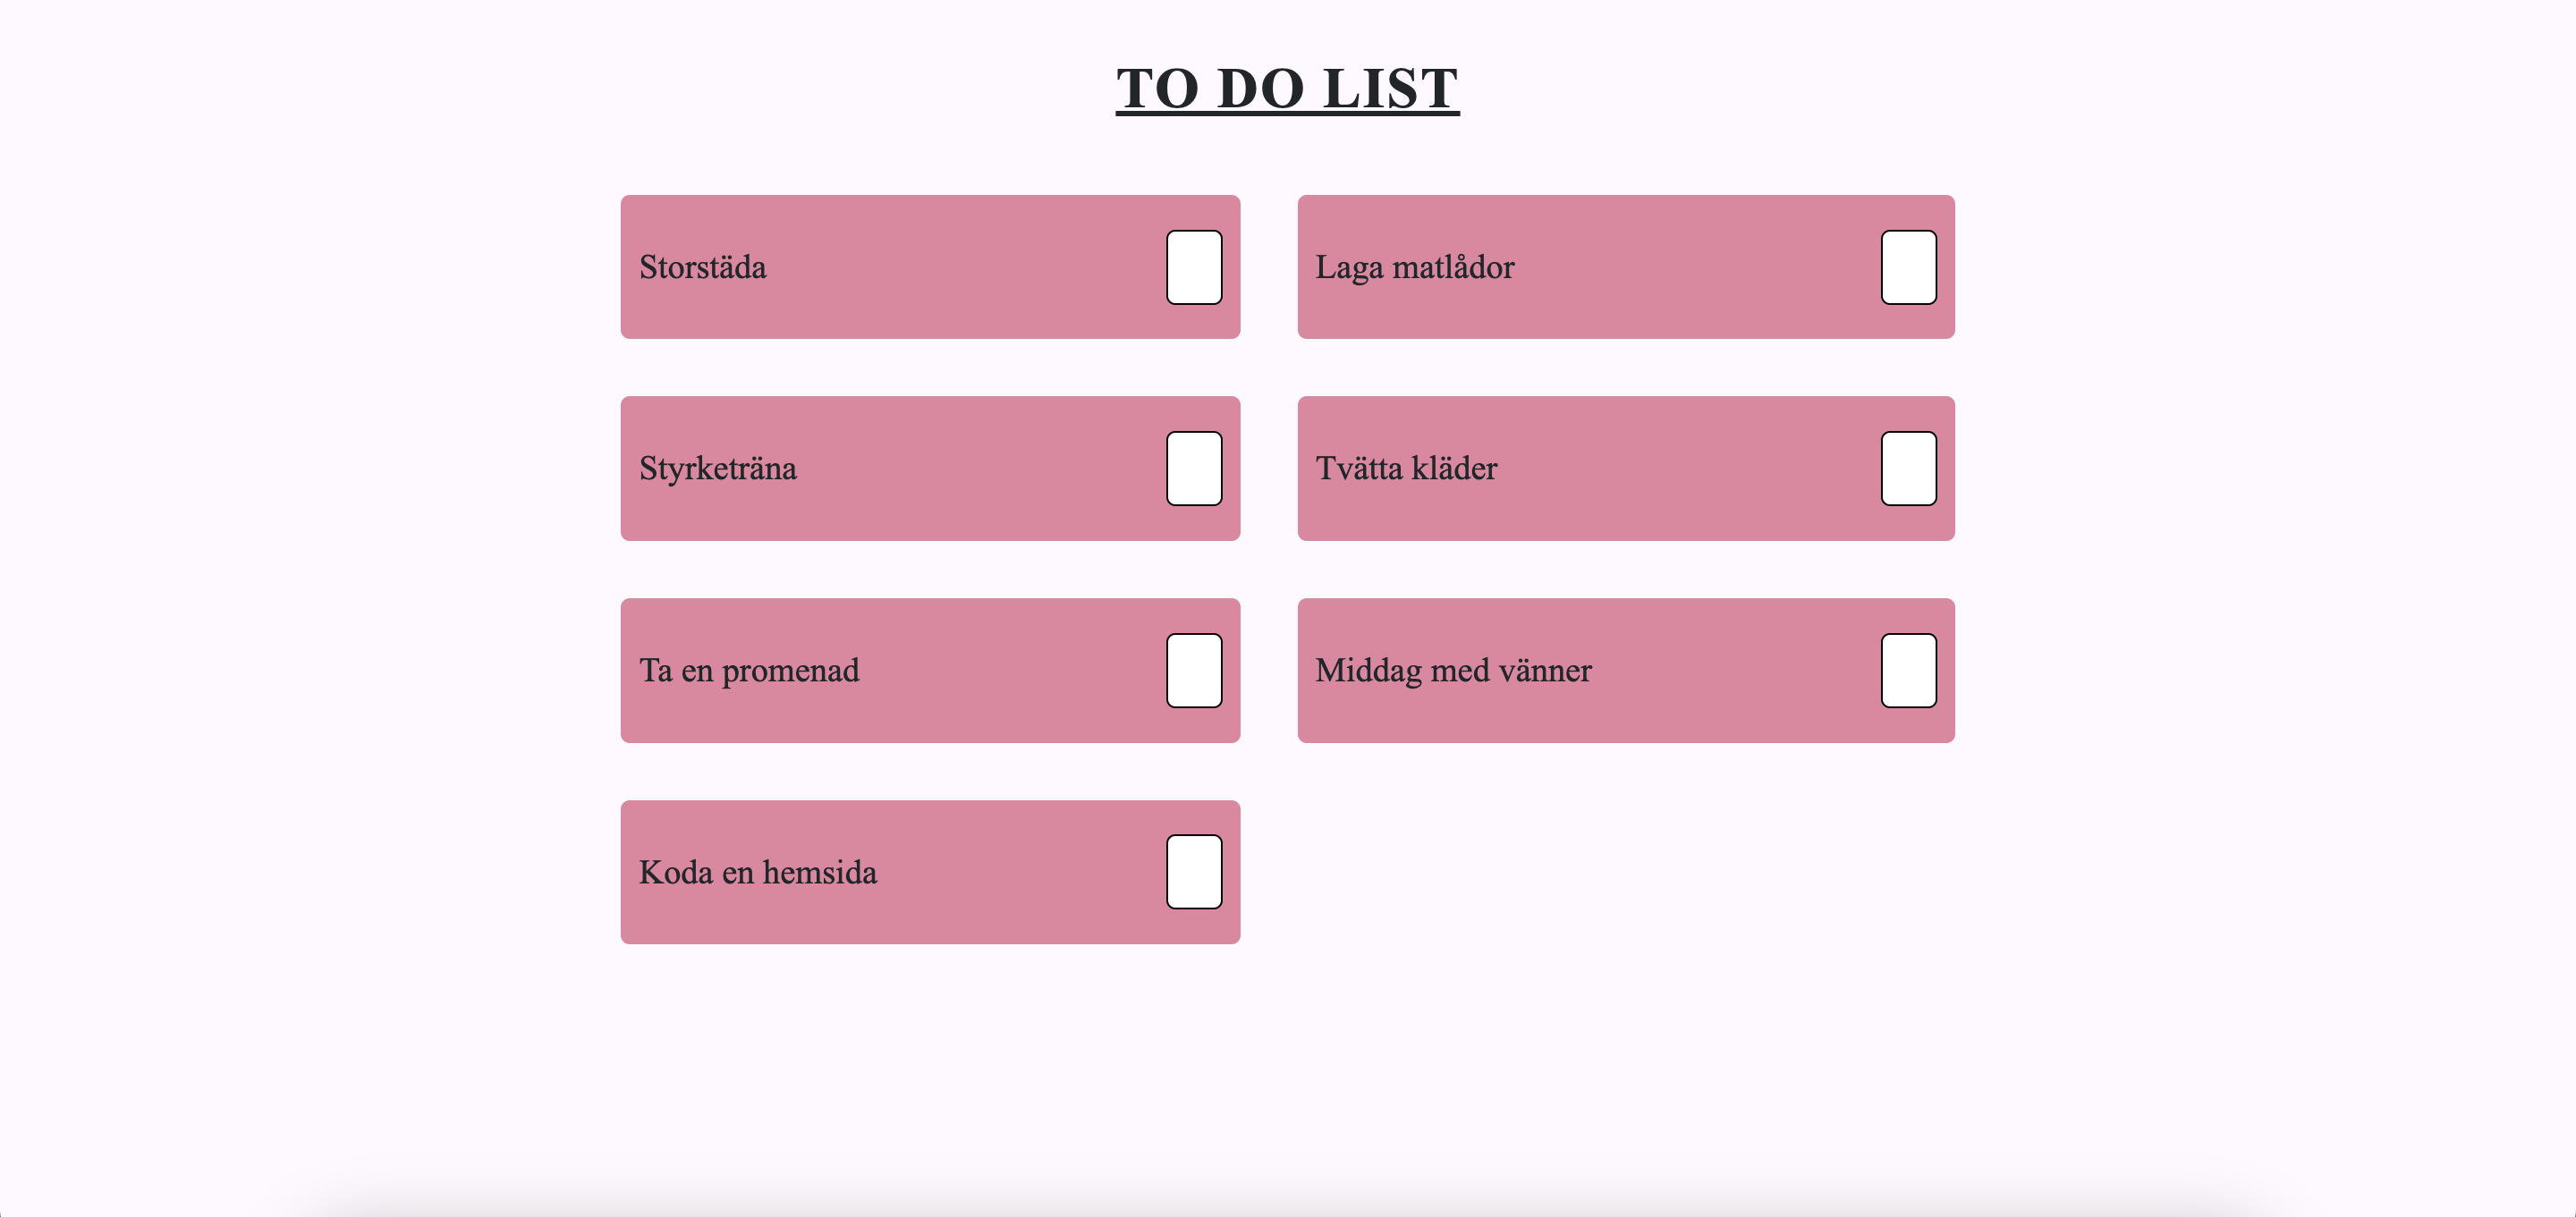 TO DO LIST
Storstäda
Laga matlådor
Styrketräna
Tvätta kläder
Ta en promenad
Middag med vänner
Koda en hemsida